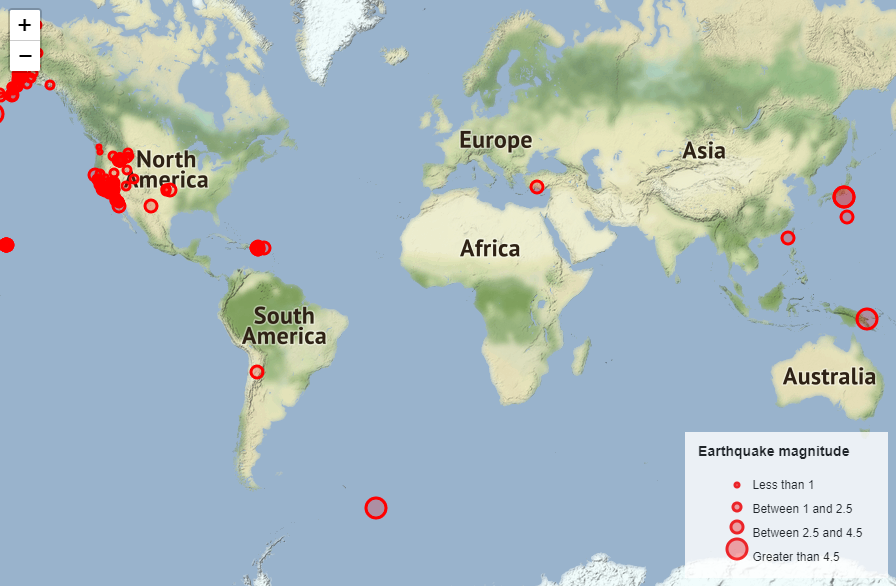 +
−
North
America
Europe
Asia
Africa
South
America
Australia
Earthquake magnitude
Less than 1
Between 1 and 2.5
Between 2.5 and 4.5
Greater than 4.5